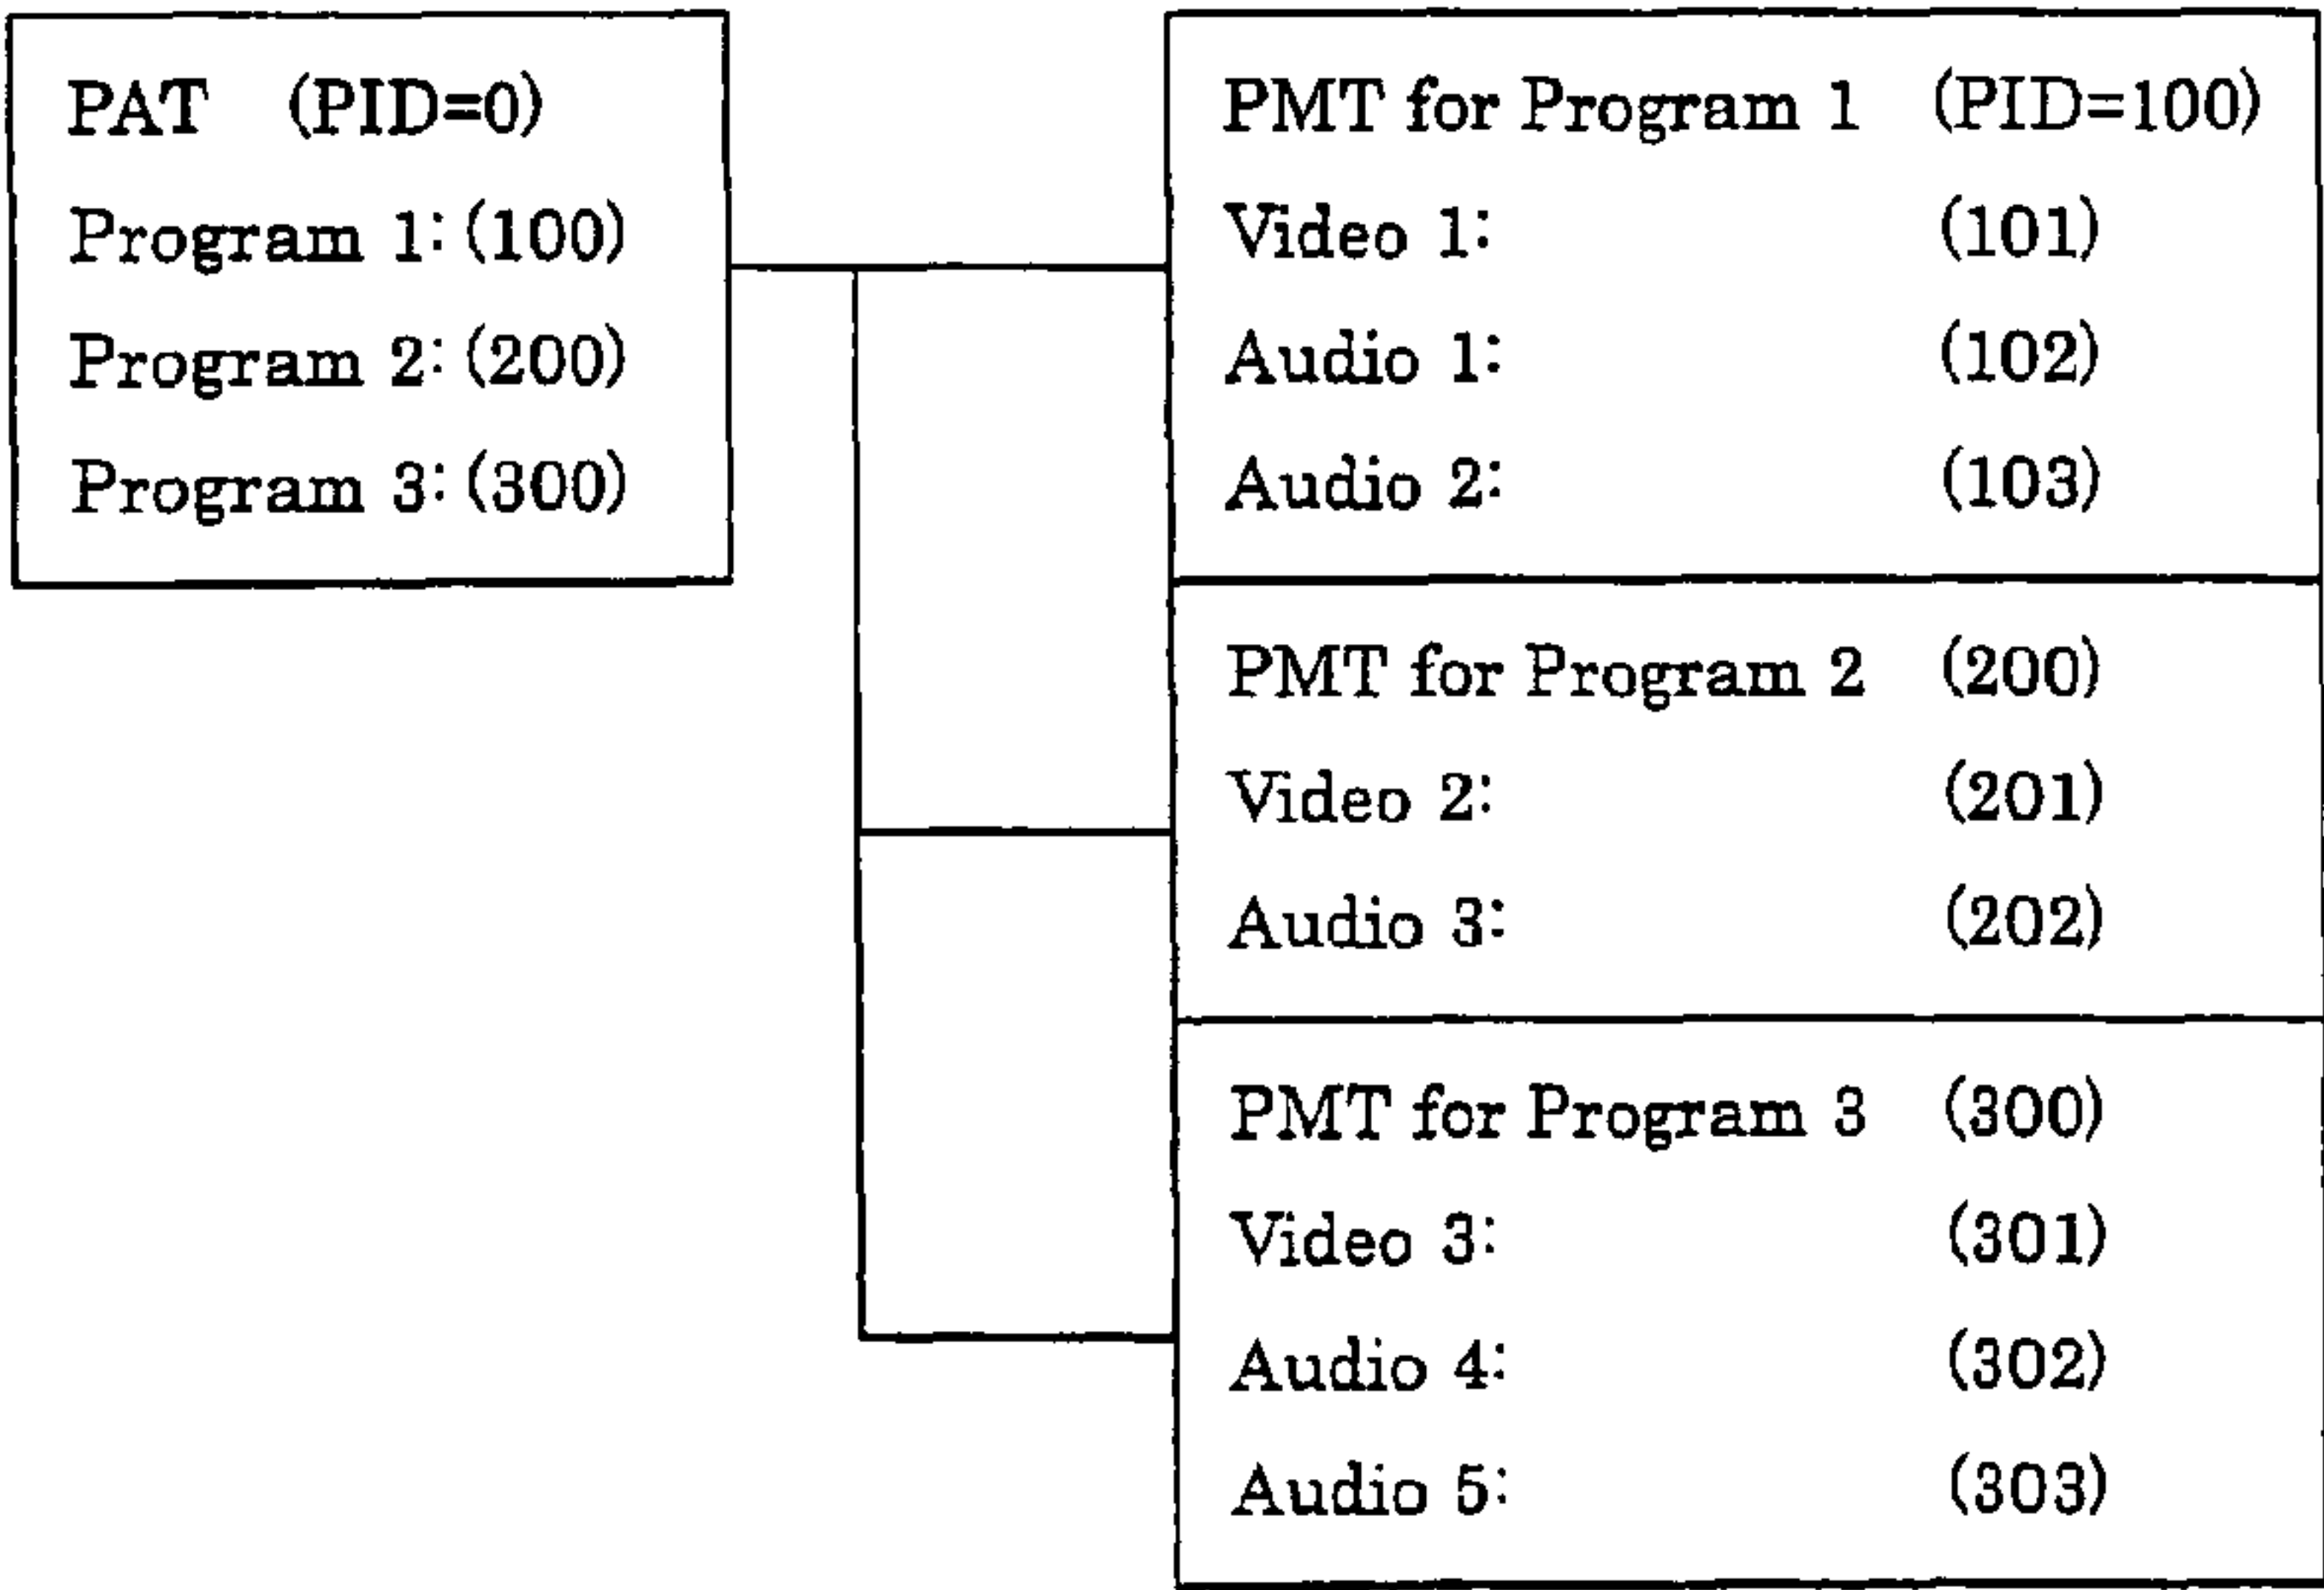 PAT (PID=0)
Program 1: (100)
Program 2: (200)
Program 3: (300)
PMT for Program 1 (PID=100)
Video 1: (101)
Audio 1: (102)
Audio 2: (103)
PMT for Program 2 (200)
Video 2: (201)
Audio 3: (202)
PMT for Program 3 (300)
Video 3: (301)
Audio 4: (302)
Audio 5: (303)